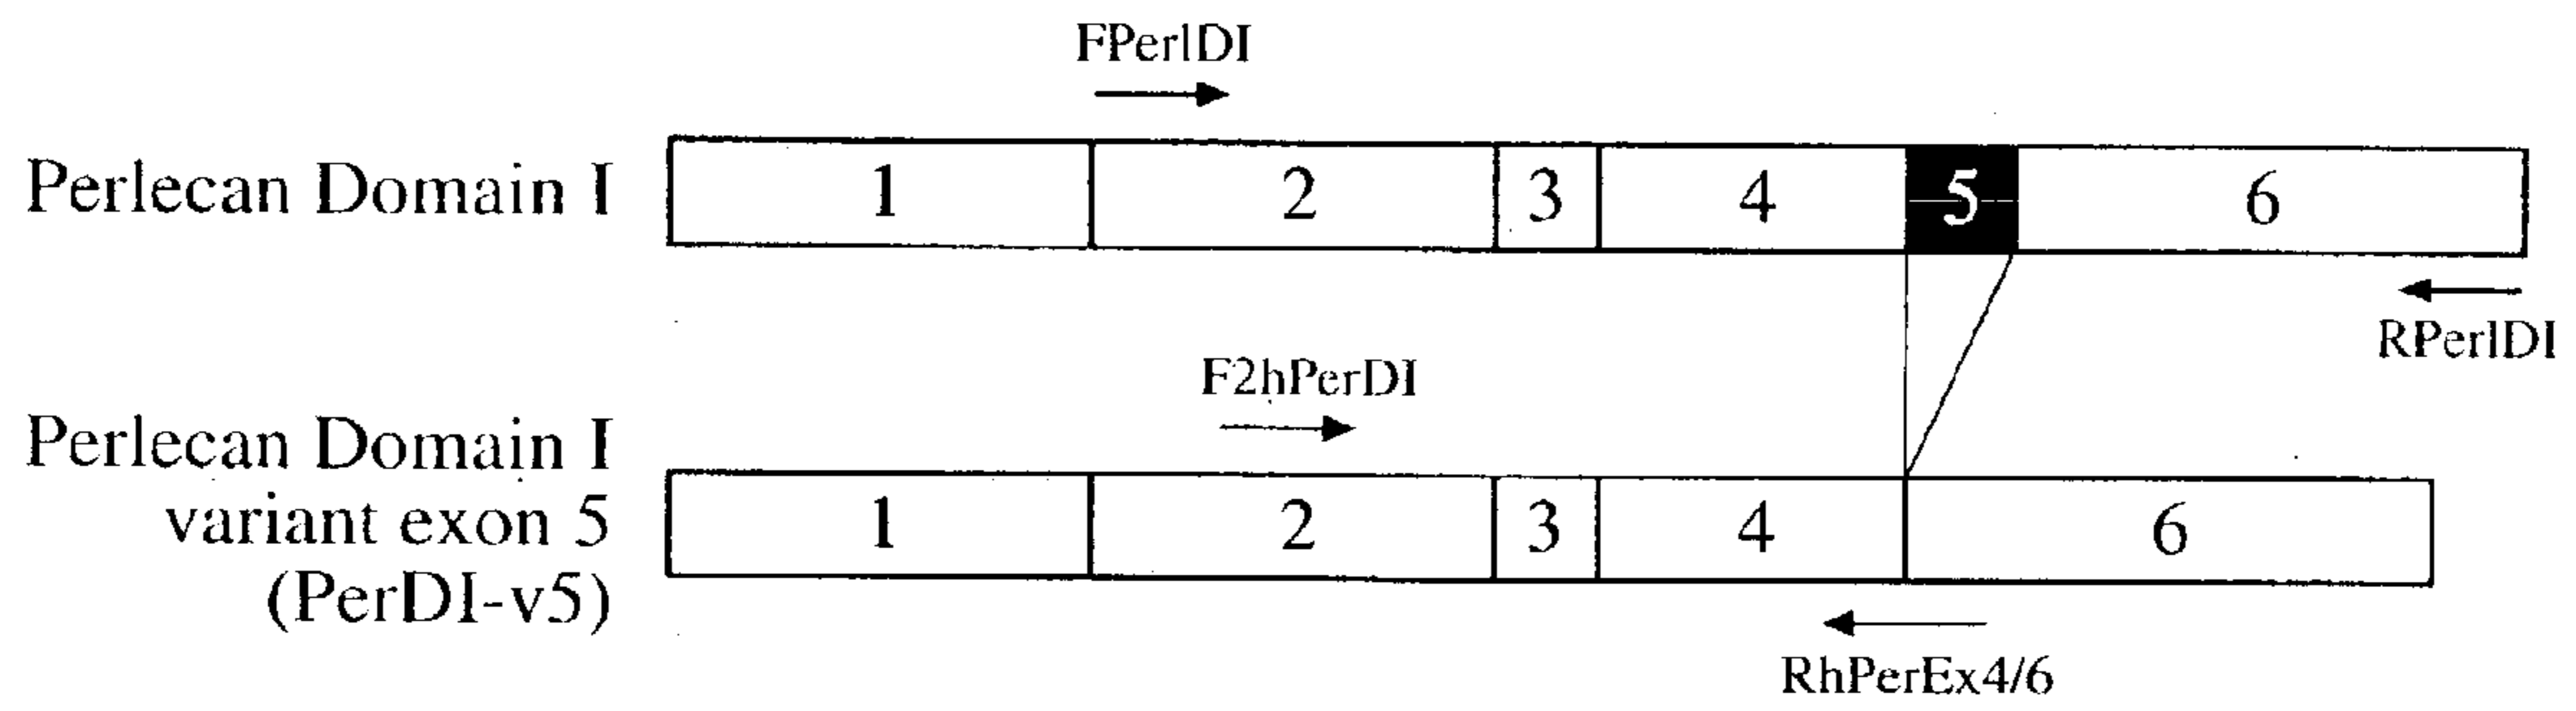 FPerlDI
Perlecan Domain I
1 2 3 4 5 6
RPerlDI
F2hPerDI
Perlecan Domain I
variant exon 5
(PerDI-v5)
1 2 3 4 6
RhPerEx4/6